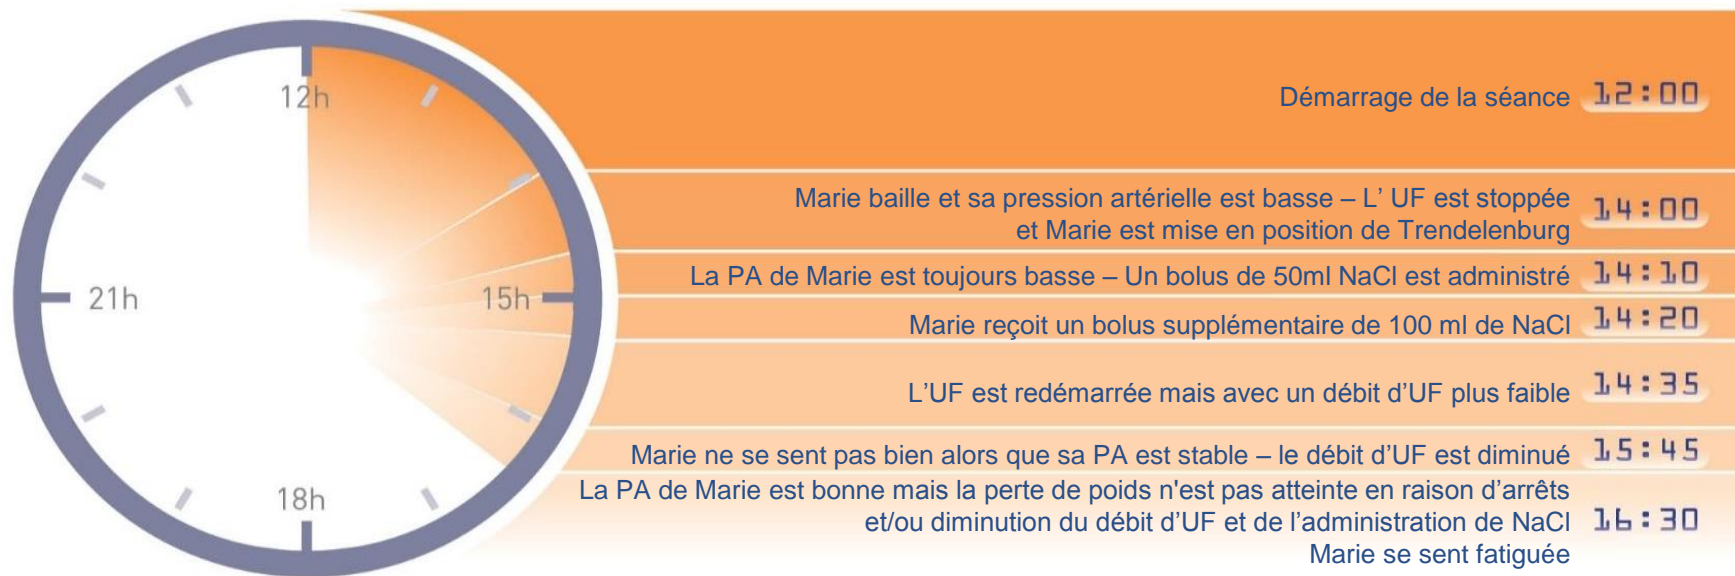 12h
15h
18h
21h
Démarrage de la séance 12:00
Marie baille et sa pression artérielle est basse – L’ UF est stoppée
et Marie est mise en position de Trendelenburg 14:00
La PA de Marie est toujours basse – Un bolus de 50ml NaCl est administré 14:10
Marie reçoit un bolus supplémentaire de 100 ml de NaCl 14:20
L’UF est redémarrée mais avec un débit d’UF plus faible 14:35
Marie ne se sent pas bien alors que sa PA est stable – le débit d’UF est diminué 15:45
La PA de Marie est bonne mais la perte de poids n'est pas atteinte en raison d’arrêts
et/ou diminution du débit d’UF et de l’administration de NaCl 16:30
Marie se sent fatiguée